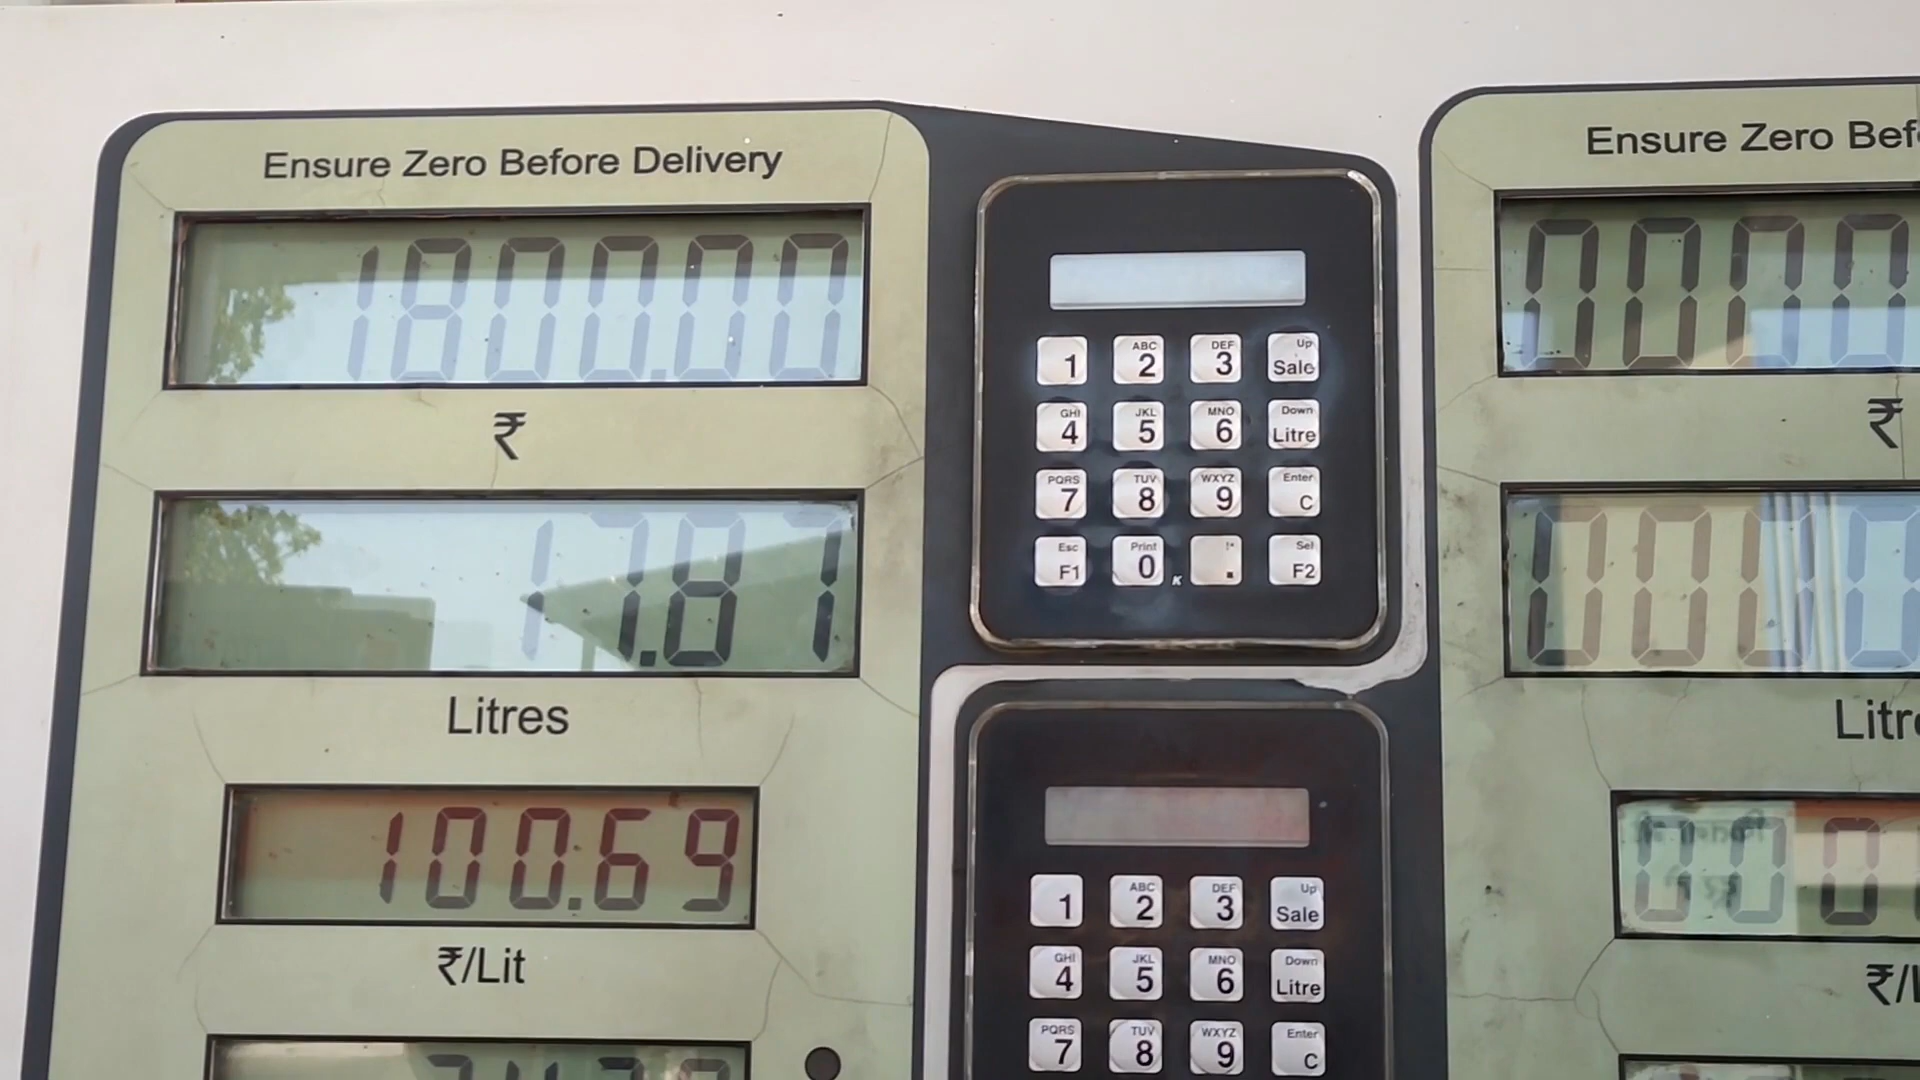 Ensure Zero Before Delivery
1800.00
₹
17.87
Litres
100.69
₹/Lit
1
ABC
2
DEF
3
Up
Sale
GHI
4
JKL
5
MNO
6
Down
Litre
PQRS
7
TUV
8
WXYZ
9
Enter
C
Esc
F1
Print
0
K
.
Sel
F2
1
ABC
2
DEF
3
Up
Sale
GHI
4
JKL
5
MNO
6
Down
Litre
PQRS
7
TUV
8
WXYZ
9
Enter
C
Ensure Zero Bef
0000
₹
0000
Litr
000
₹/